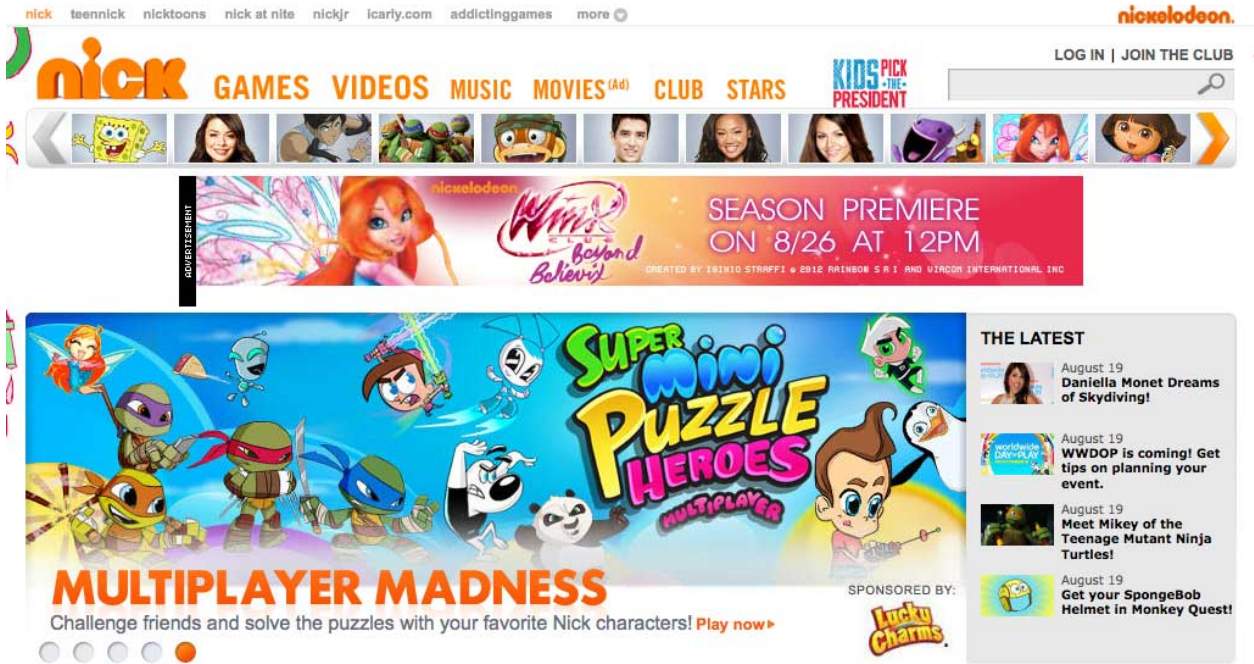 nick teennick nicktoons nick at nite nickjr icarly.com addictinggames more
nickelodeon.
LOG IN | JOIN THE CLUB
nick GAMES VIDEOS MUSIC MOVIES (Ad) CLUB STARS
KIDS PICK
•THE•
PRESIDENT
ADVERTISEMENT
nickelodeon
Winx
CLUB
Beyond
Believix
SEASON PREMIERE
ON 8/26 AT 12PM
CREATED BY IGINIO STRAFFI © 2012 RAINBOW S R l AND VIACOM INTERNATIONAL INC
SUPER
mini
PUZZLE
HEROES
MULTIPLAYER
MULTIPLAYER MADNESS
Challenge friends and solve the puzzles with your favorite Nick characters! Play now
SPONSORED BY:
Lucky
Charms
THE LATEST
August 19
Daniella Monet Dreams
of Skydiving!
worldwide
DAY OF PLAY
August 19
WWDOP is coming! Get
tips on planning your
event.
August 19
Meet Mikey of the
Teenage Mutant Ninja
Turtles!
August 19
Get your SpongeBob
Helmet in Monkey Quest!